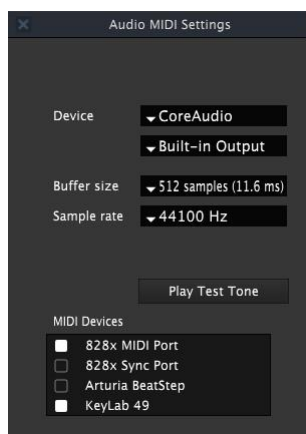 Audio MIDI Settings
Device
CoreAudio
Built-in Output
Buffer size
512 samples (11.6 ms)
Sample rate
44100 Hz
Play Test Tone
MIDI Devices
828x MIDI Port
828x Sync Port
Arturia BeatStep
KeyLab 49